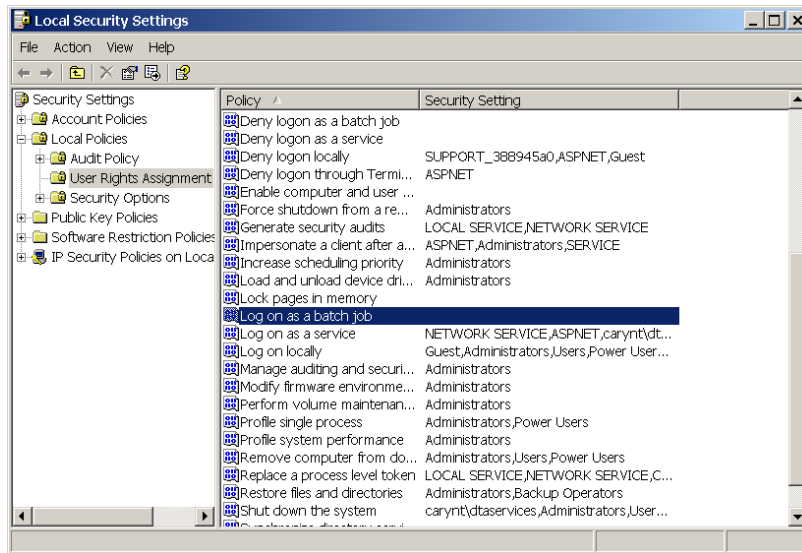 Local Security Settings
File Action View Help
Security Settings
Account Policies
Local Policies
Audit Policy
User Rights Assignment
Security Options
Public Key Policies
Software Restriction Policies
IP Security Policies on Loca
Policy Security Setting
Deny logon as a batch job
Deny logon as a service
Deny logon locally SUPPORT_388945a0,ASPNET,Guest
Deny logon through Termi... ASPNET
Enable computer and user ...
Force shutdown from a re... Administrators
Generate security audits LOCAL SERVICE,NETWORK SERVICE
Impersonate a client after a... ASPNET,Administrators,SERVICE
Increase scheduling priority Administrators
Load and unload device dri... Administrators
Lock pages in memory
Log on as a batch job
Log on as a service NETWORK SERVICE,ASPNET,carynt\dt...
Log on locally Guest,Administrators,Users,Power User...
Manage auditing and securi... Administrators
Modify firmware environme... Administrators
Perform volume maintenan... Administrators
Profile single process Administrators,Power Users
Profile system performance Administrators
Remove computer from do... Administrators,Users,Power Users
Replace a process level token LOCAL SERVICE,NETWORK SERVICE,C...
Restore files and directories Administrators,Backup Operators
Shut down the system carynt\dtaservices,Administrators,User...